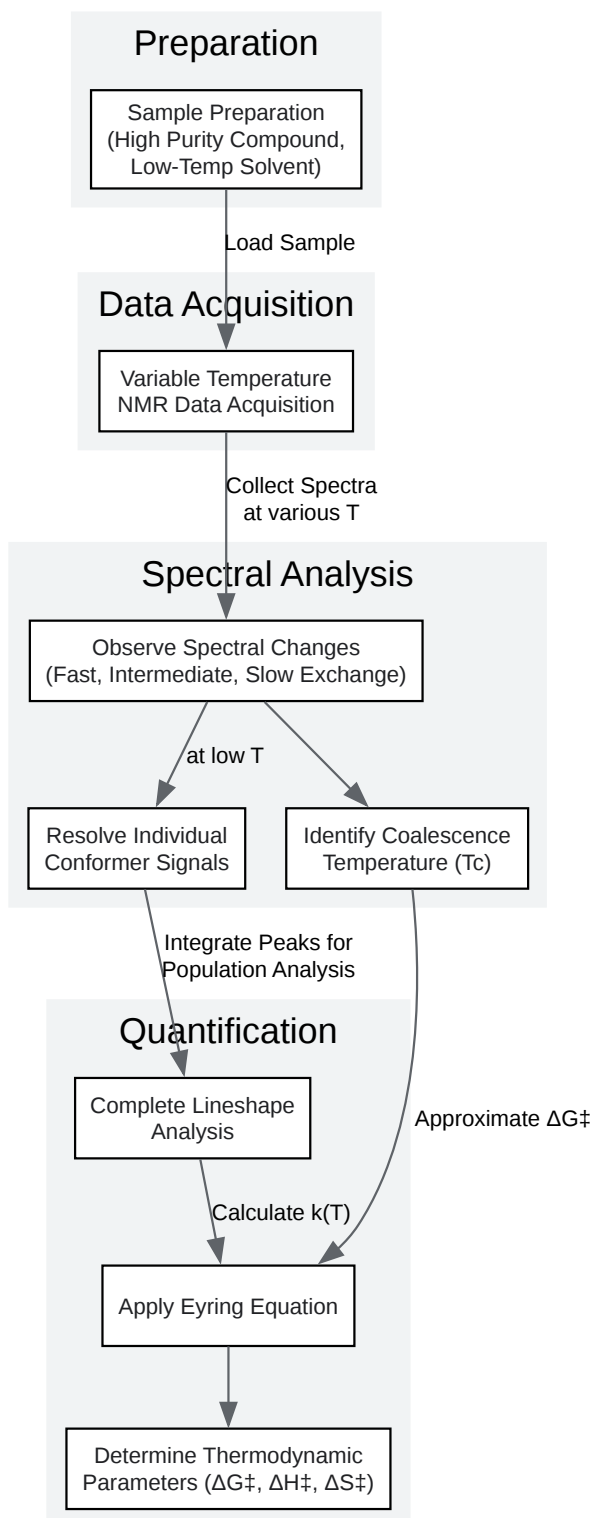 Preparation
Sample Preparation
(High Purity Compound,
Low-Temp Solvent)
Load Sample
Data Acquisition
Variable Temperature
NMR Data Acquisition
Collect Spectra
at various T
Spectral Analysis
Observe Spectral Changes
(Fast, Intermediate, Slow Exchange)
at low T
Resolve Individual
Conformer Signals
Identify Coalescence
Temperature (Tc)
Integrate Peaks for
Population Analysis
Quantification
Complete Lineshape
Analysis
Approximate ΔG‡
Calculate k(T)
Apply Eyring Equation
Determine Thermodynamic
Parameters (ΔG‡, ΔH‡, ΔS‡)